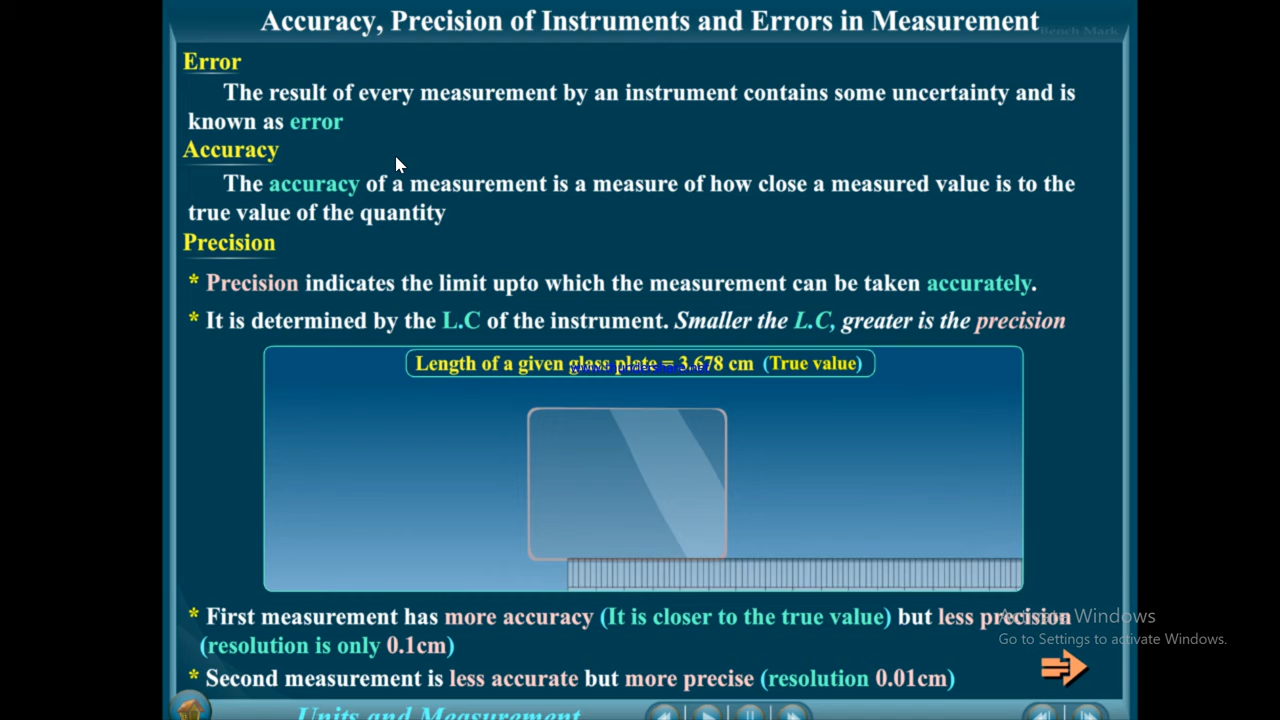 Accuracy, Precision of Instruments and Errors in Measurement
Bench Mark
Error
The result of every measurement by an instrument contains some uncertainty and is
known as error
Accuracy
The accuracy of a measurement is a measure of how close a measured value is to the
true value of the quantity
Precision
* Precision indicates the limit upto which the measurement can be taken accurately.
* It is determined by the L.C of the instrument. Smaller the L.C, greater is the precision
Length of a given glass plate = 3.678 cm (True value)
* First measurement has more accuracy (It is closer to the true value) but less precision
(resolution is only 0.1cm)
Activate Windows
Go to Settings to activate Windows.
* Second measurement is less accurate but more precise (resolution 0.01cm)
Units and Measurement